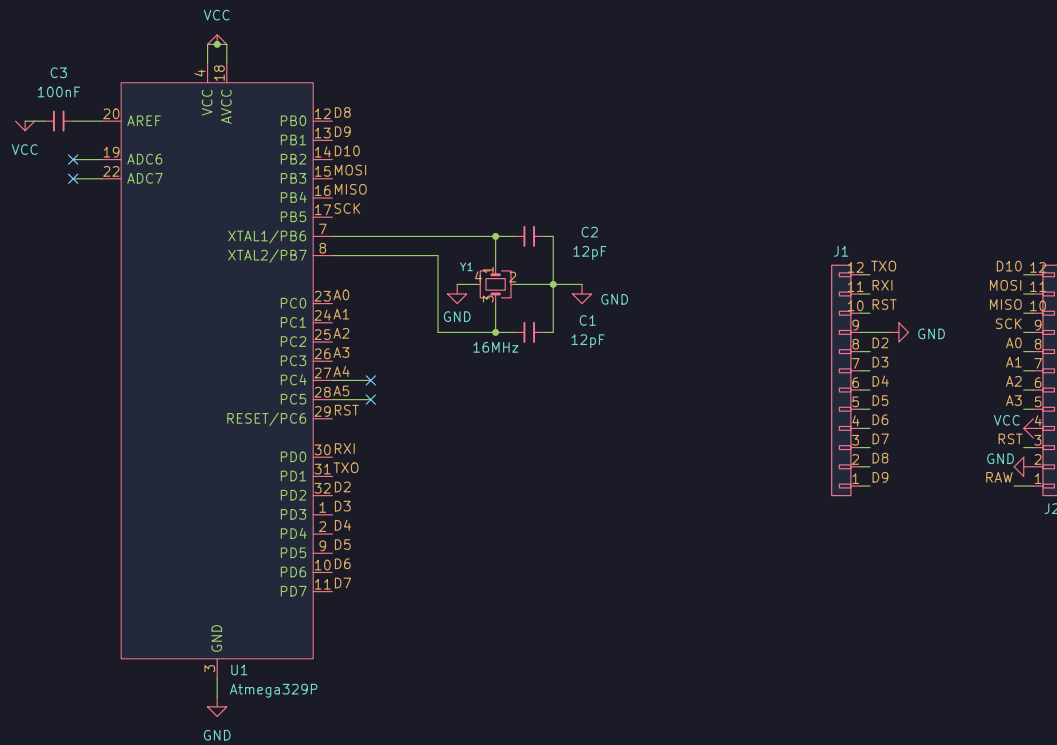 VCC
4
18
VCC
AVCC
C3
100nF
VCC
20 AREF
19 ADC6
22 ADC7
PB0 12 D8
PB1 13 D9
PB2 14 D10
PB3 15 MOSI
PB4 16 MISO
PB5 17 SCK
XTAL1/PB6 7
XTAL2/PB7 8
PC0 23 A0
PC1 24 A1
PC2 25 A2
PC3 26 A3
PC4 27 A4
PC5 28 A5
RESET/PC6 29 RST
PD0 30 RXI
PD1 31 TXO
PD2 32 D2
PD3 1 D3
PD4 2 D4
PD5 9 D5
PD6 10 D6
PD7 11 D7
GND
3
U1
Atmega329P
GND
C2
12pF
Y1
1
4
2
3
GND
GND
C1
12pF
16MHz
J1
12 TXO
11 RXI
10 RST
9 GND
8 D2
7 D3
6 D4
5 D5
4 D6
3 D7
2 D8
1 D9
D10 12
MOSI 11
MISO 10
SCK 9
A0 8
A1 7
A2 6
A3 5
VCC 4
RST 3
GND 2
RAW 1
J2